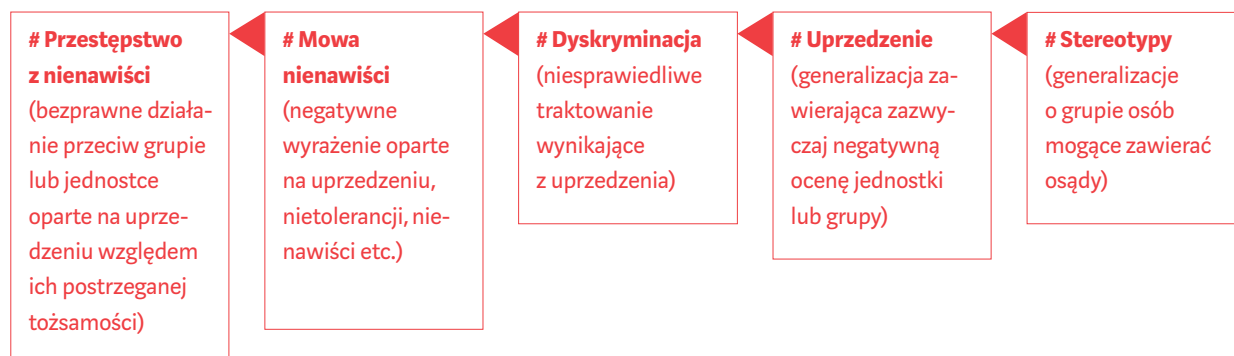 # Przestępstwo
z nienawiści
(bezprawne działa-
nie przeciw grupie
lub jednostce
oparte na uprze-
dzeniu względem
ich postrzeganej
tożsamości)
# Mowa
nienawiści
(negatywne
wyrażenie oparte
na uprzedzeniu,
nietolerancji, nie-
nawiści etc.)
# Dyskryminacja
(niesprawiedliwe
traktowanie
wynikające
z uprzedzenia)
# Uprzedzenie
(generalizacja za-
wierająca zazwy-
czaj negatywną
ocenę jednostki
lub grupy)
# Stereotypy
(generalizacje
o grupie osób
mogące zawierać
osądy)